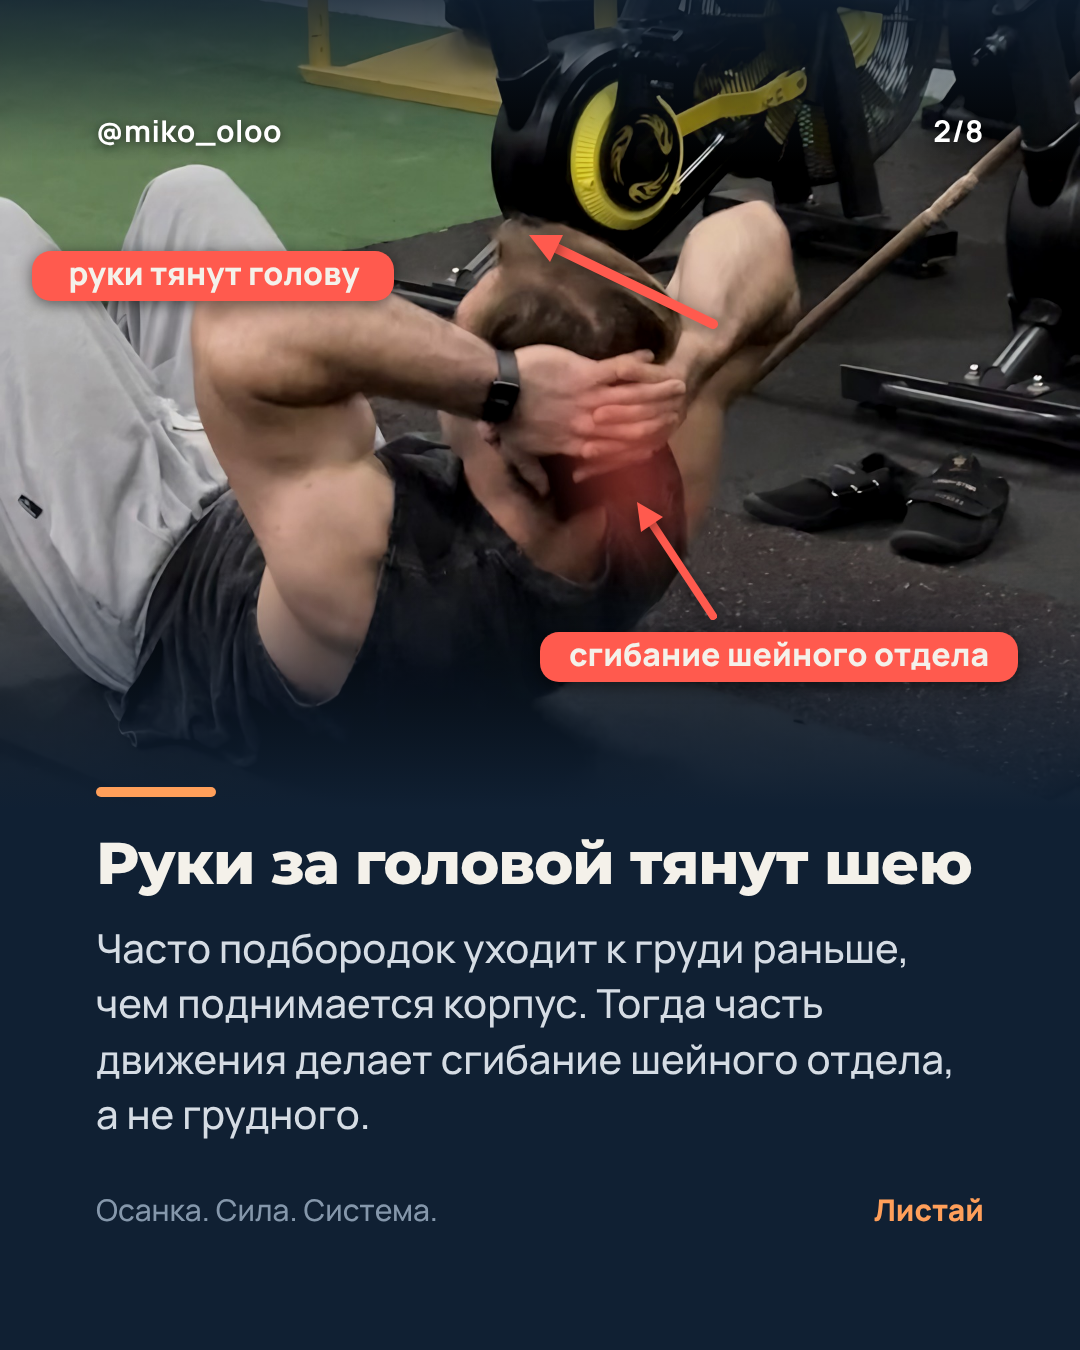 @miko_oloo
2/8
руки тянут голову
сгибание шейного отдела
Руки за головой тянут шею
Часто подбородок уходит к груди раньше,
чем поднимается корпус. Тогда часть
движения делает сгибание шейного отдела,
а не грудного.
Осанка. Сила. Система.
Листай